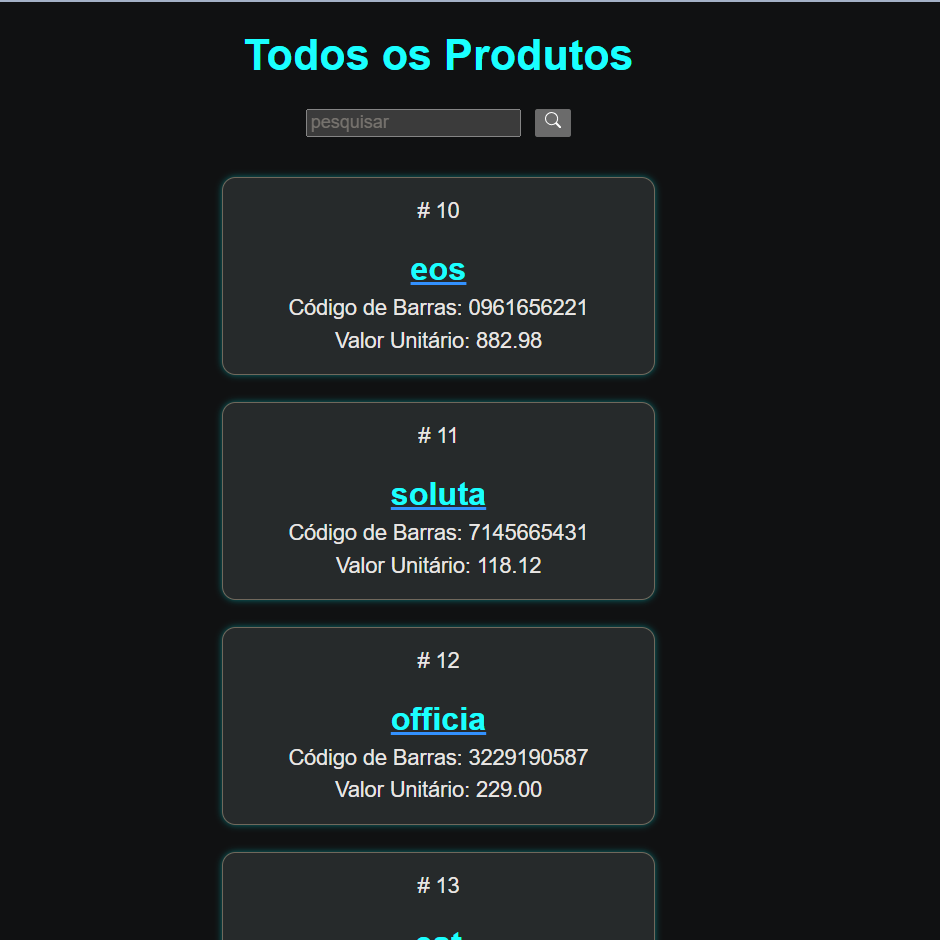 Todos os Produtos
pesquisar
# 10
eos
Código de Barras: 0961656221
Valor Unitário: 882.98
# 11
soluta
Código de Barras: 7145665431
Valor Unitário: 118.12
# 12
officia
Código de Barras: 3229190587
Valor Unitário: 229.00
# 13